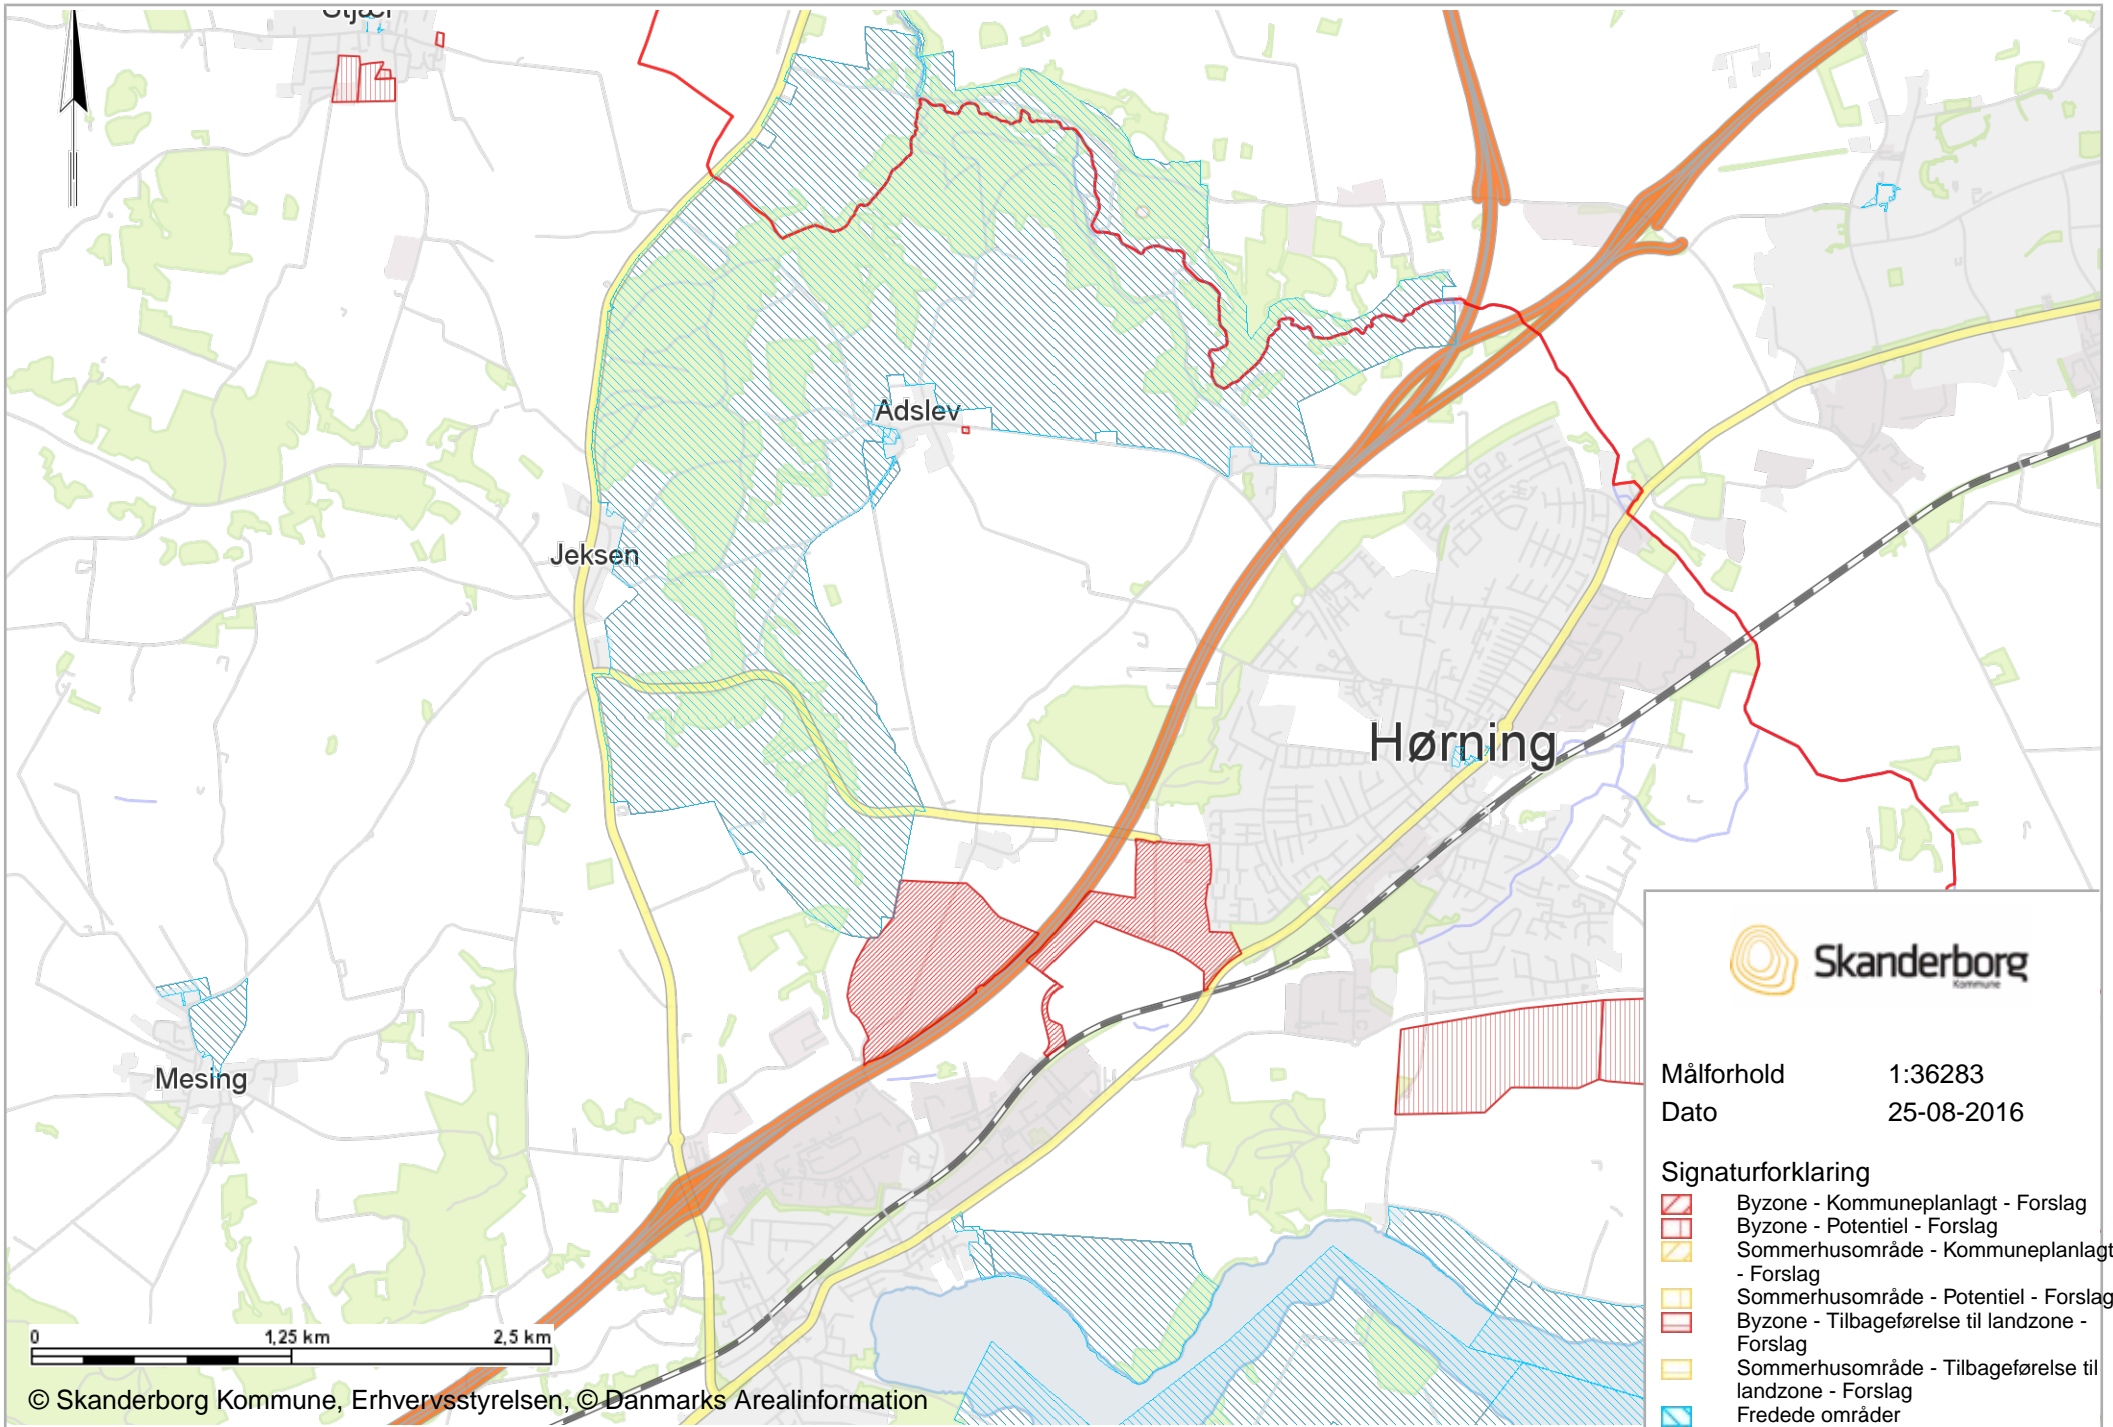 Stjær
Adslev
Jeksen
Hørning
Mesing
Skanderborg
Kommune
Målforhold 1:36283
Dato 25-08-2016
Signaturforklaring
Byzone - Kommuneplanlagt - Forslag
Byzone - Potentiel - Forslag
Sommerhusområde - Kommuneplanlagt
- Forslag
Sommerhusområde - Potentiel - Forslag
Byzone - Tilbageførelse til landzone -
Forslag
Sommerhusområde - Tilbageførelse til
landzone - Forslag
Fredede områder
0 1,25 km 2,5 km
© Skanderborg Kommune, Erhvervsstyrelsen, © Danmarks Arealinformation